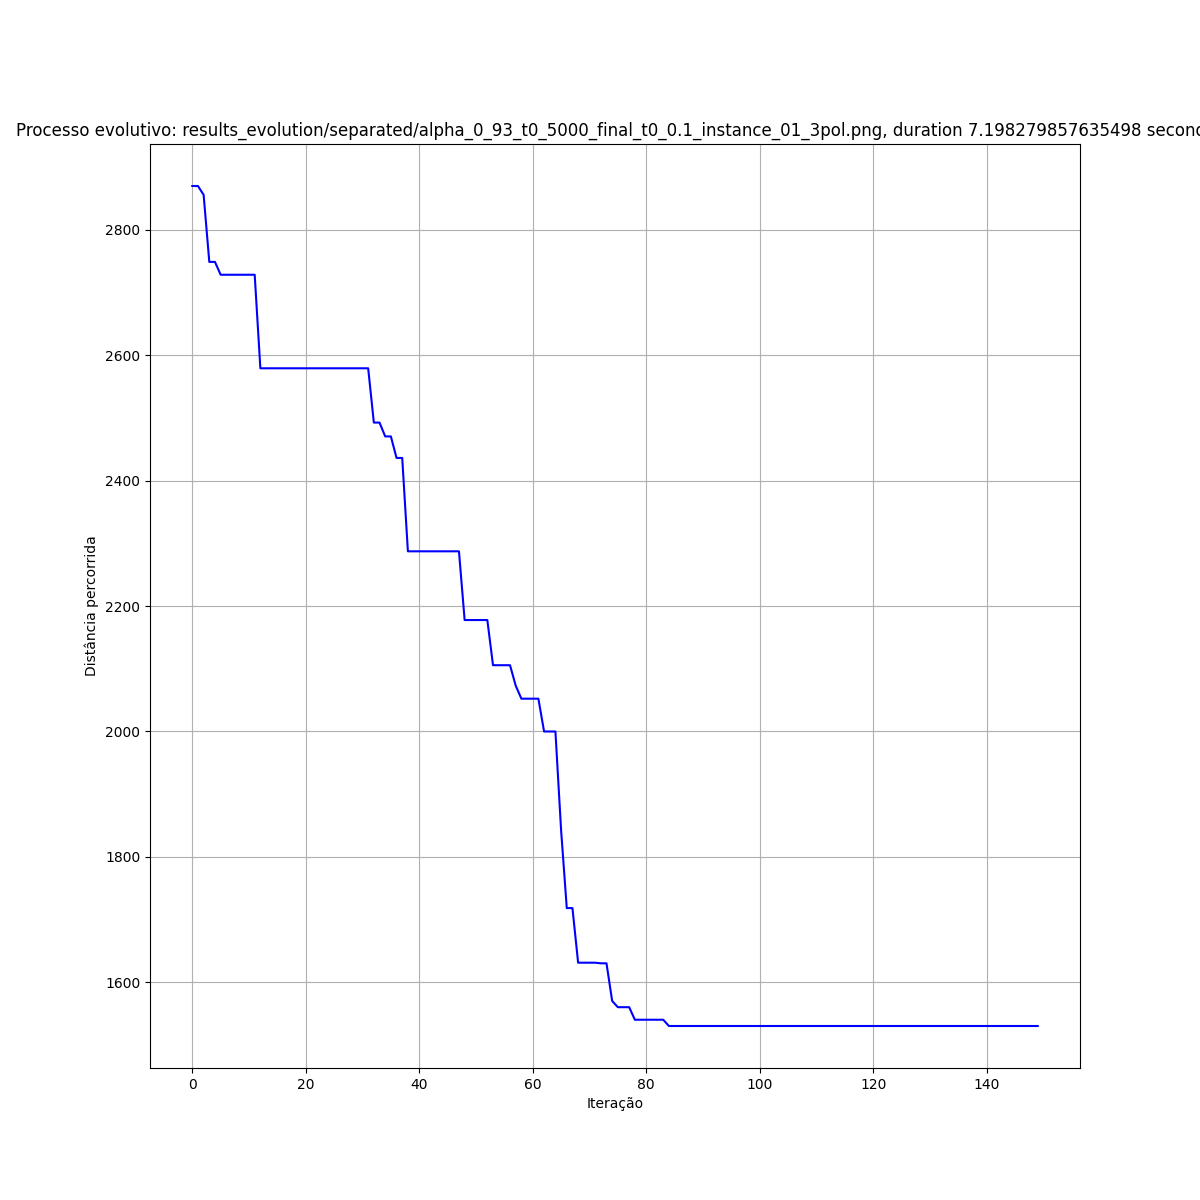 Processo evolutivo: results_evolution/separated/alpha_0_93_t0_5000_final_t0_0.1_instance_01_3pol.png, duration 7.198279857635498
2800
2600
2400
2200
2000
1800
1600
Distância percorrida
0 20 40 60 80 100 120 140
Iteração